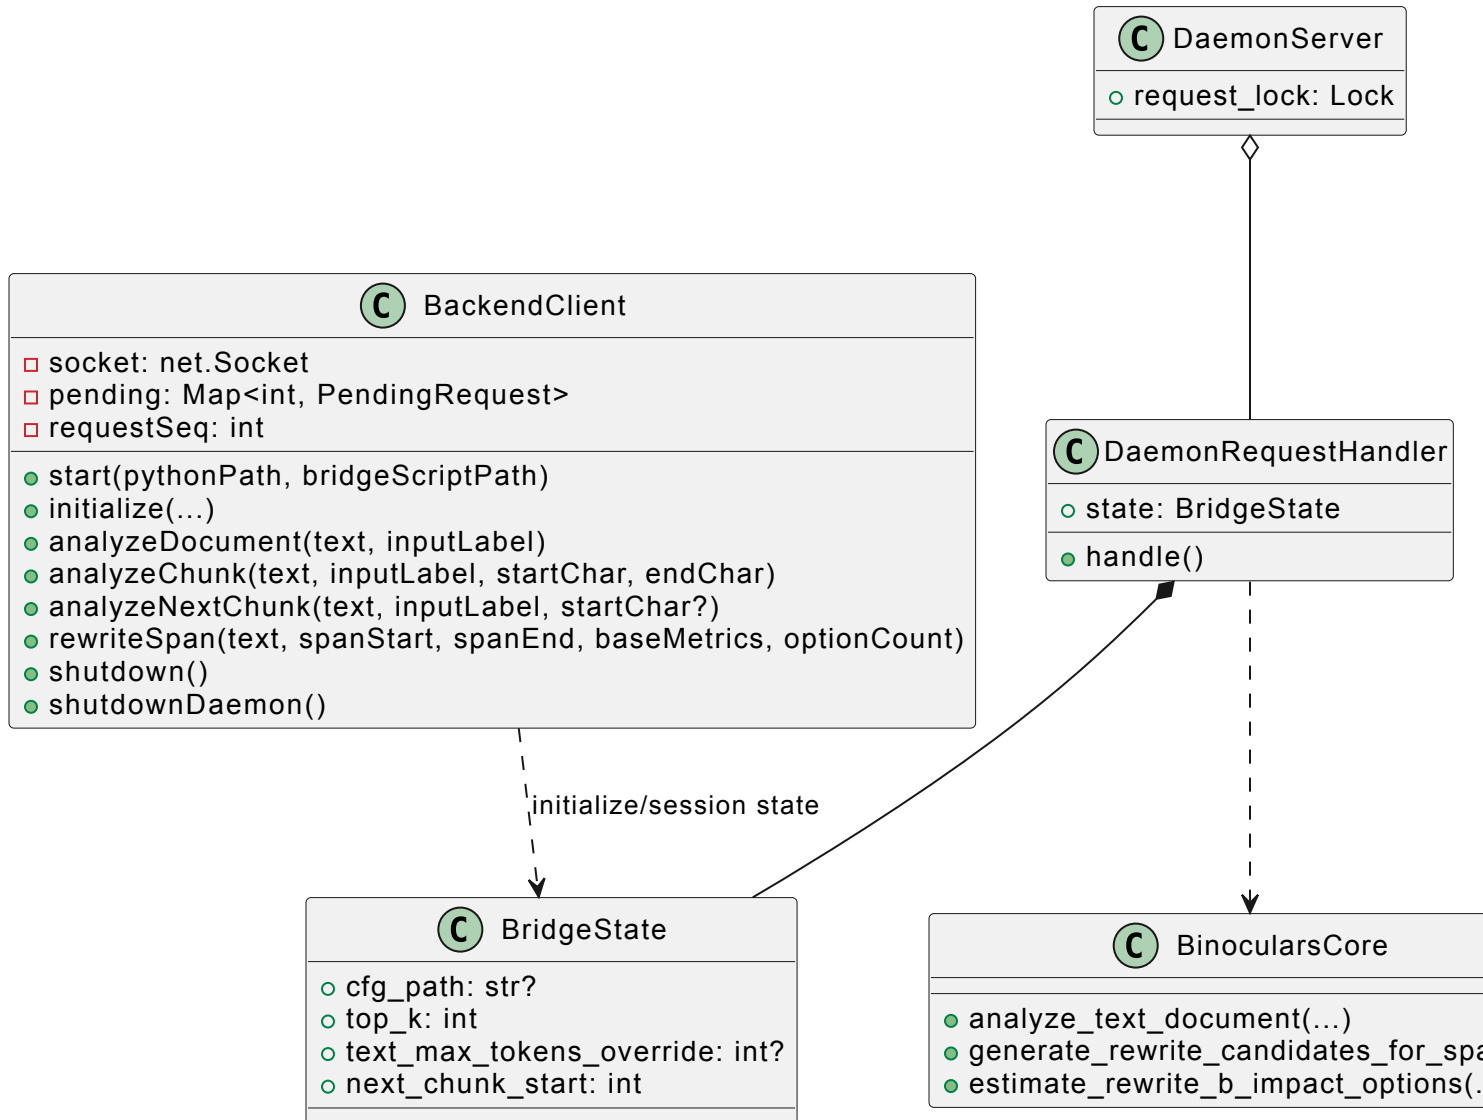 C DaemonServer
request_lock: Lock
C BackendClient
socket: net.Socket
pending: Map<int, PendingRequest>
requestSeq: int
start(pythonPath, bridgeScriptPath)
initialize(...)
analyzeDocument(text, inputLabel)
analyzeChunk(text, inputLabel, startChar, endChar)
analyzeNextChunk(text, inputLabel, startChar?)
rewriteSpan(text, spanStart, spanEnd, baseMetrics, optionCount)
shutdown()
shutdownDaemon()
C DaemonRequestHandler
state: BridgeState
handle()
initialize/session state
C BridgeState
cfg_path: str?
top_k: int
text_max_tokens_override: int?
next_chunk_start: int
C BinocularsCore
analyze_text_document(...)
generate_rewrite_candidates_for_spa
estimate_rewrite_b_impact_options(.